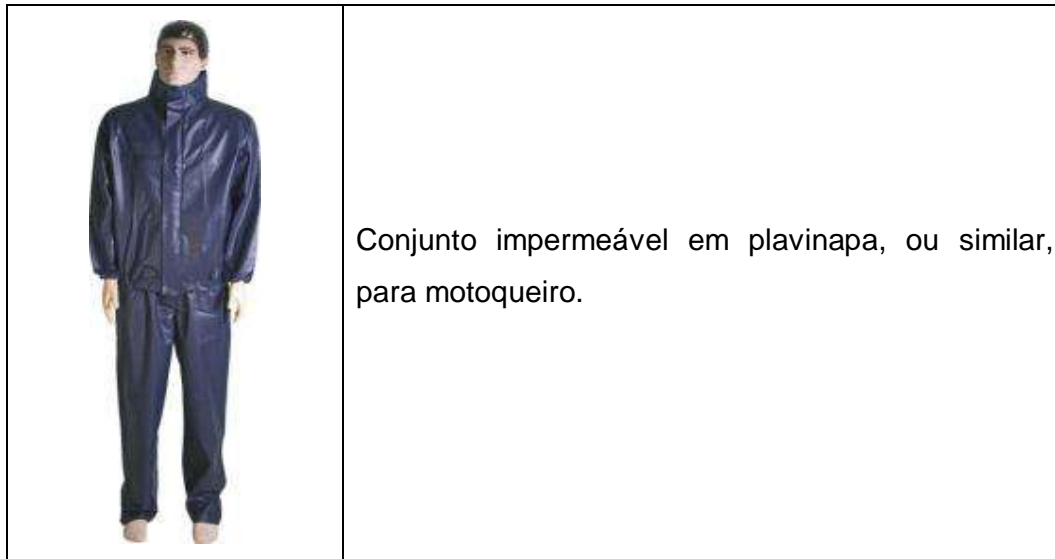 Conjunto impermeável em plavinapa, ou similar,
para motoqueiro.